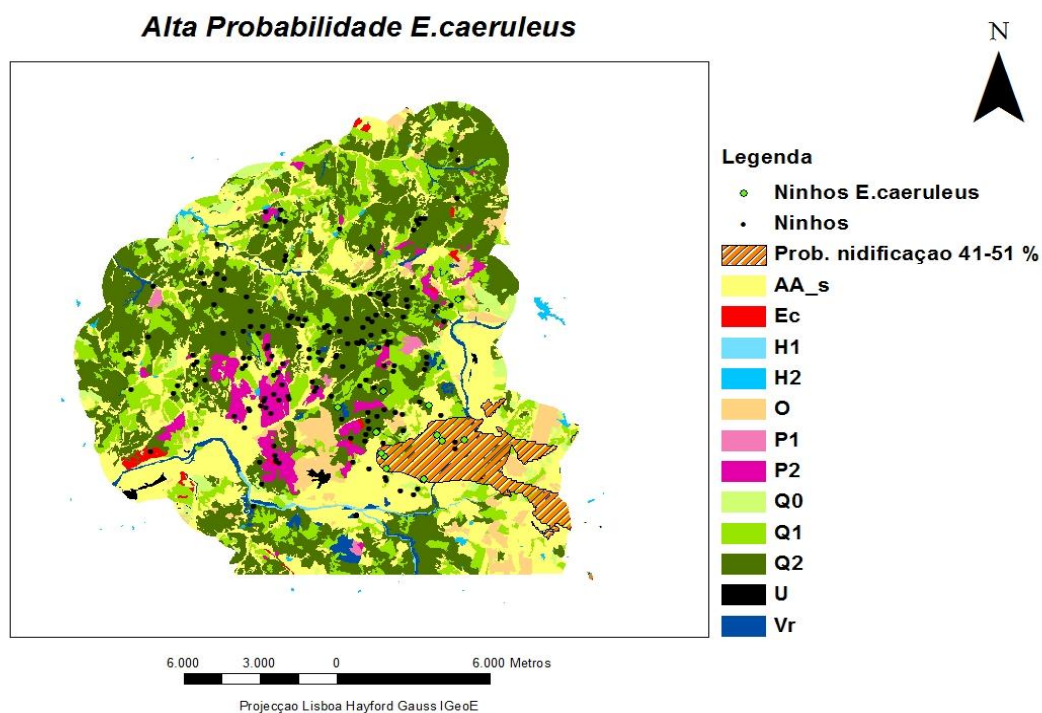 Alta Probabilidade E.caeruleus
N
Legenda
Ninhos E.caeruleus
Ninhos
Prob. nidificaçao 41-51 %
AA_s
Ec
H1
H2
O
P1
P2
Q0
Q1
Q2
U
Vr
6.000 3.000 0 6.000 Metros
Projecçao Lisboa Hayford Gauss IGeoE